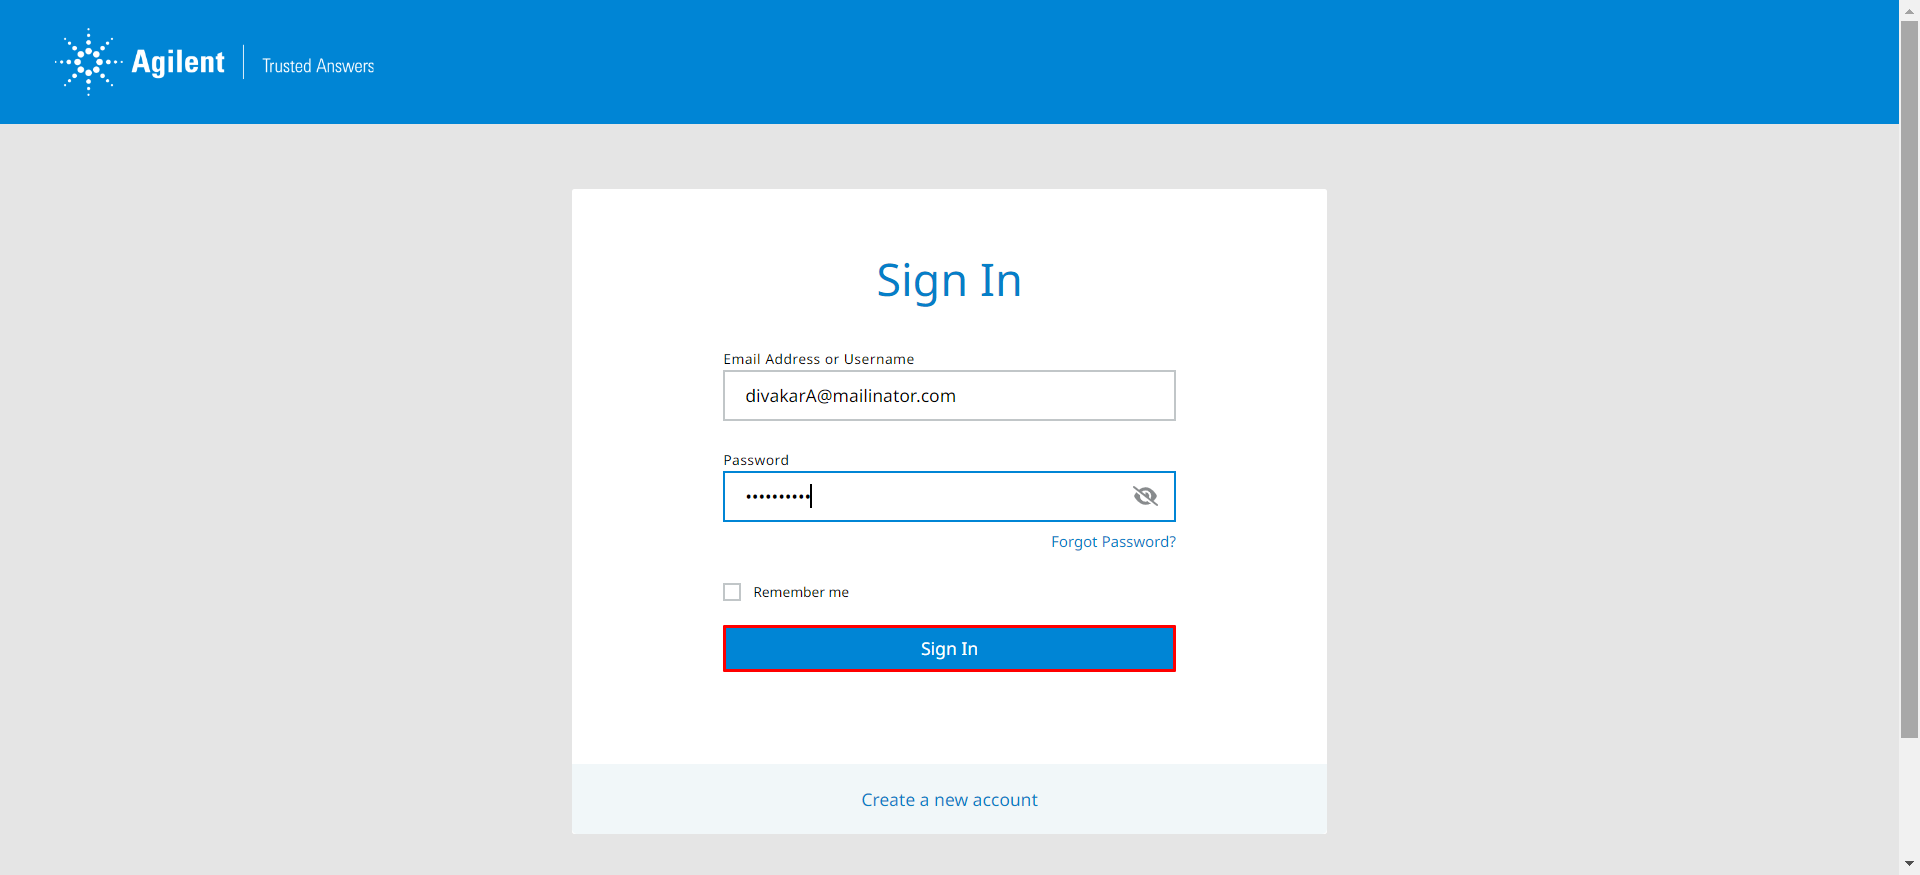 Agilent
Trusted Answers
Sign In
Email Address or Username
divakarA@mailinator.com
Password
••••••••••
Forgot Password?
Remember me
Sign In
Create a new account